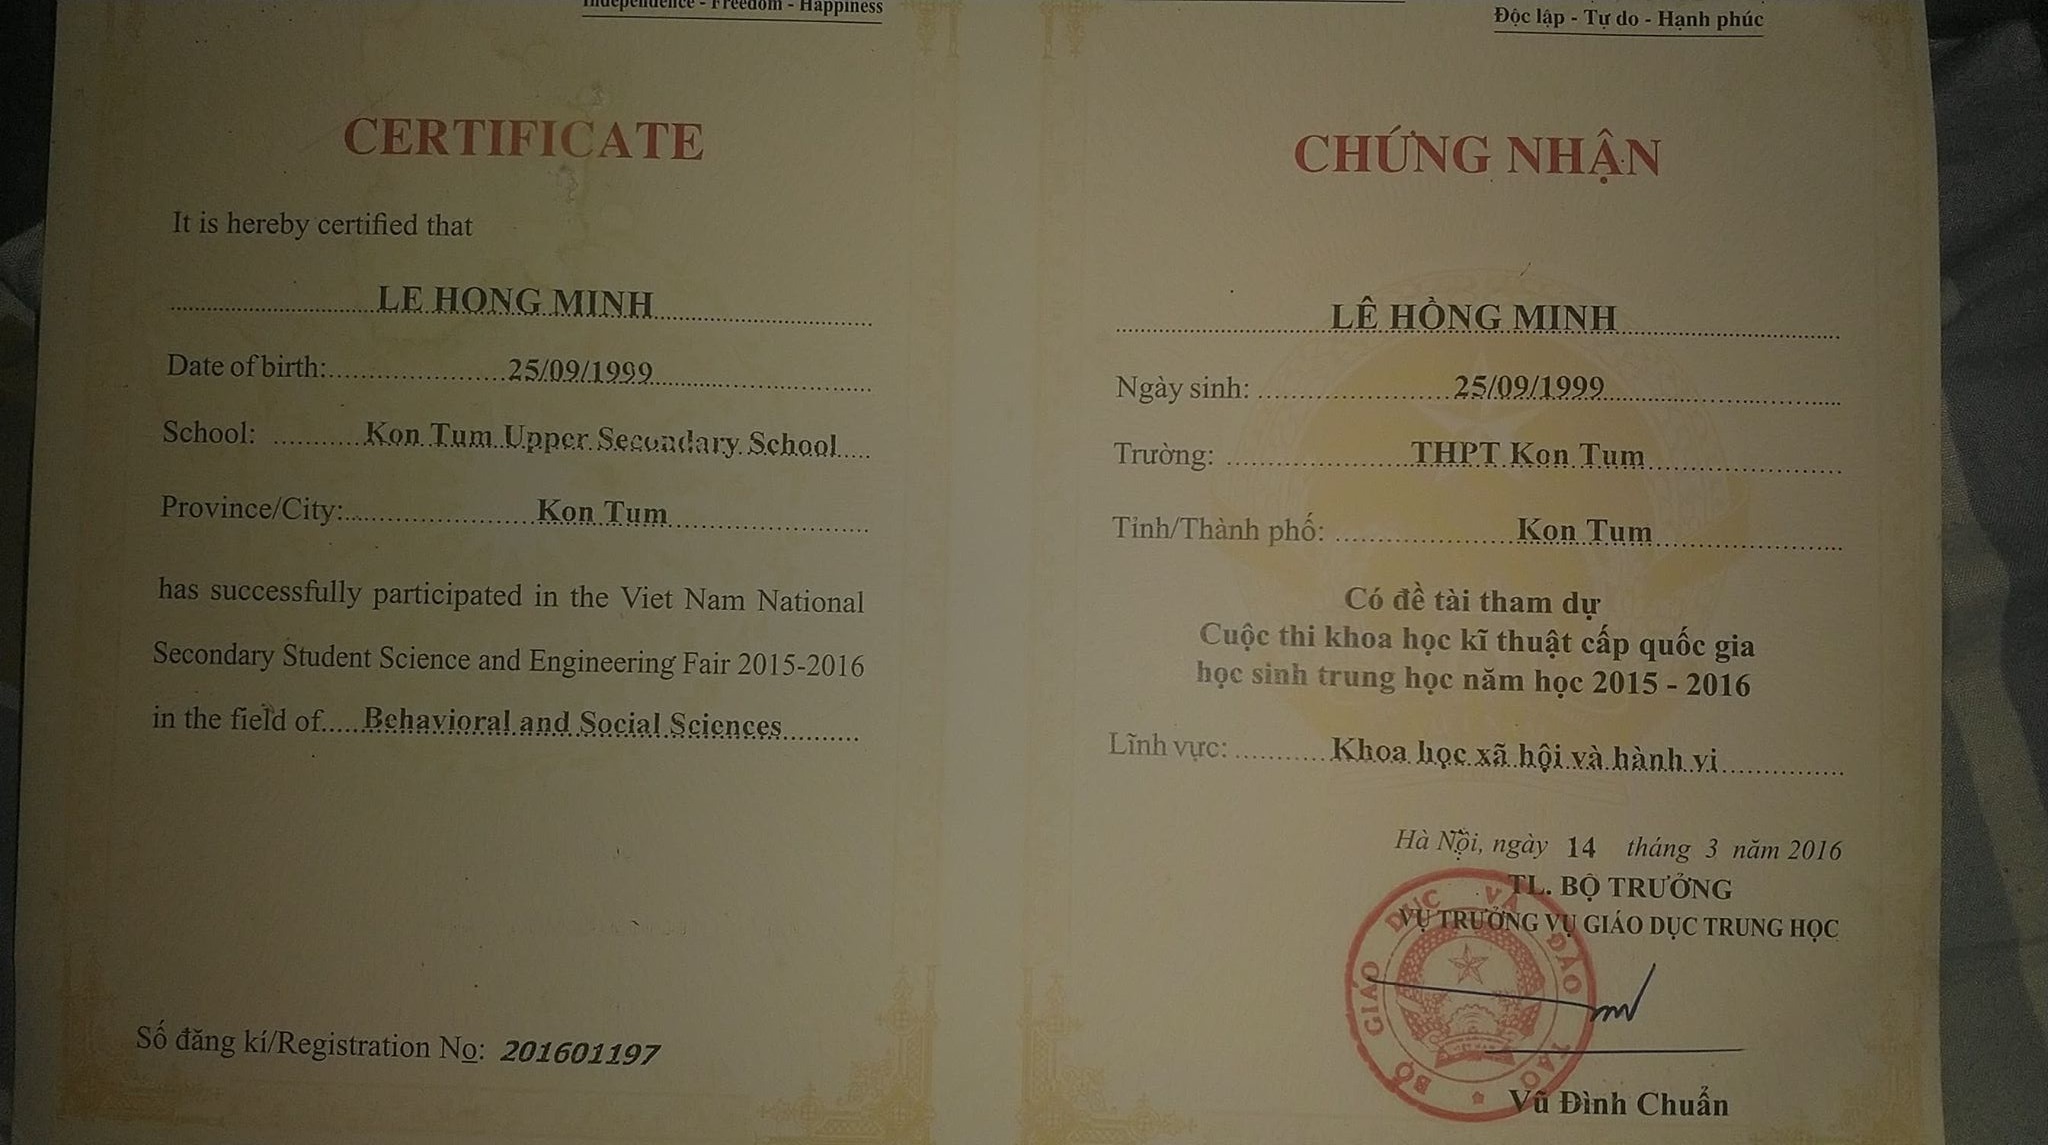 Independence - Freedom - Happiness
CERTIFICATE
It is hereby certified that
LE HONG MINH
Date of birth: 25/09/1999
School: Kon Tum Upper Secondary School
Province/City: Kon Tum
has successfully participated in the Viet Nam National
Secondary Student Science and Engineering Fair 2015-2016
in the field of Behavioral and Social Sciences
Số đăng kí/Registration No: 201601197
Độc lập - Tự do - Hạnh phúc
CHỨNG NHẬN
LÊ HỒNG MINH
Ngày sinh: 25/09/1999
Trường: THPT Kon Tum
Tỉnh/Thành phố: Kon Tum
Có đề tài tham dự
Cuộc thi khoa học kĩ thuật cấp quốc gia
học sinh trung học năm học 2015 - 2016
Lĩnh vực: Khoa học xã hội và hành vi
Hà Nội, ngày 14 tháng 3 năm 2016
TL. BỘ TRƯỞNG
VỤ TRƯỞNG VỤ GIÁO DỤC TRUNG HỌC
BỘ GIÁO DỤC VÀ ĐÀO TẠO
Vũ Đình Chuẩn